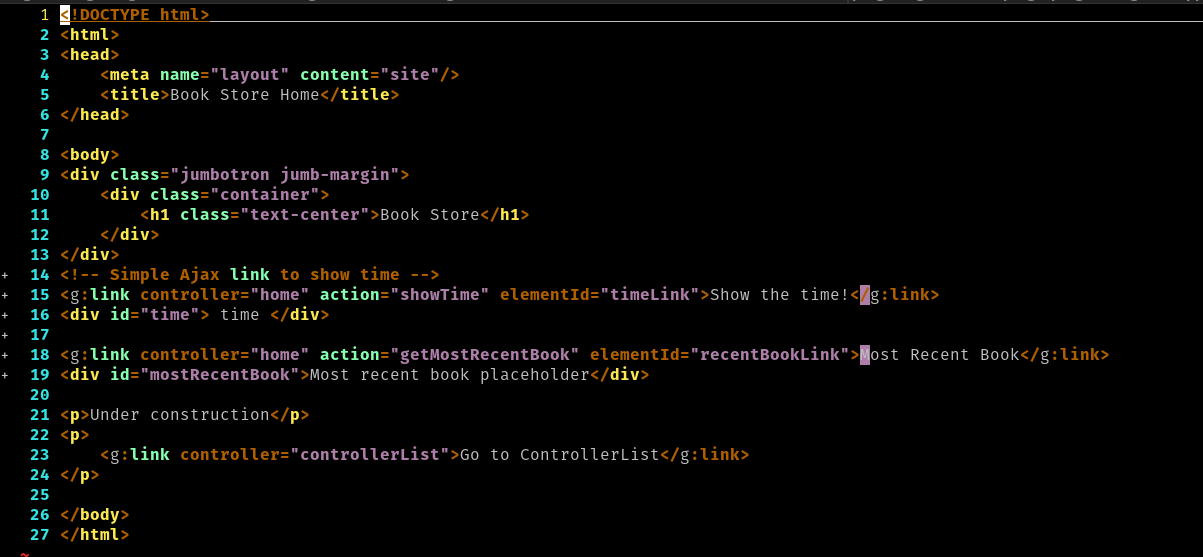 1 <!DOCTYPE html>
2 <html>
3 <head>
4     <meta name="layout" content="site"/>
5     <title>Book Store Home</title>
6 </head>
7
8 <body>
9 <div class="jumbotron jumb-margin">
10     <div class="container">
11         <h1 class="text-center">Book Store</h1>
12     </div>
13 </div>
+ 14 <!-- Simple Ajax link to show time -->
+ 15 <g:link controller="home" action="showTime" elementId="timeLink">Show the time!</g:link>
+ 16 <div id="time"> time </div>
+ 17
+ 18 <g:link controller="home" action="getMostRecentBook" elementId="recentBookLink">Most Recent Book</g:link>
+ 19 <div id="mostRecentBook">Most recent book placeholder</div>
20
21 <p>Under construction</p>
22 <p>
23     <g:link controller="controllerList">Go to ControllerList</g:link>
24 </p>
25
26 </body>
27 </html>
~